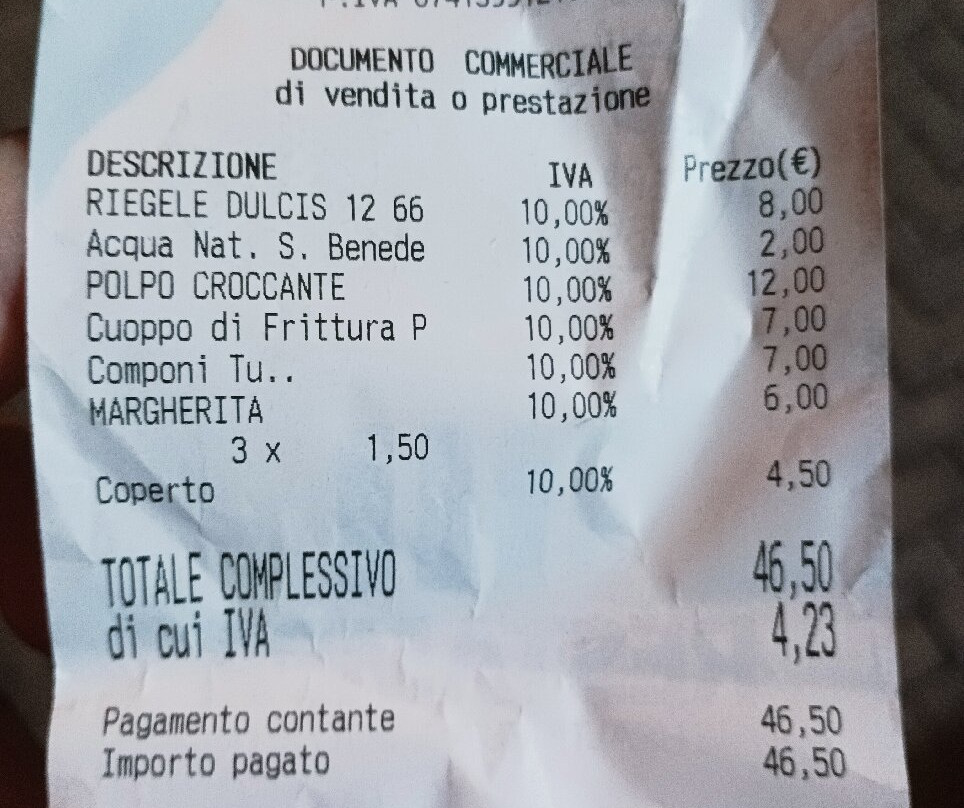 DOCUMENTO COMMERCIALE
di vendita o prestazione
DESCRIZIONE IVA Prezzo(€)
RIEGELE DULCIS 12 66 10,00% 8,00
Acqua Nat. S. Benede 10,00% 2,00
POLPO CROCCANTE 10,00% 12,00
Cuoppo di Frittura P 10,00% 7,00
Componi Tu.. 10,00% 7,00
MARGHERITA 10,00% 6,00
3 x 1,50
Coperto 10,00% 4,50
TOTALE COMPLESSIVO 46,50
di cui IVA 4,23
Pagamento contante 46,50
Importo pagato 46,50